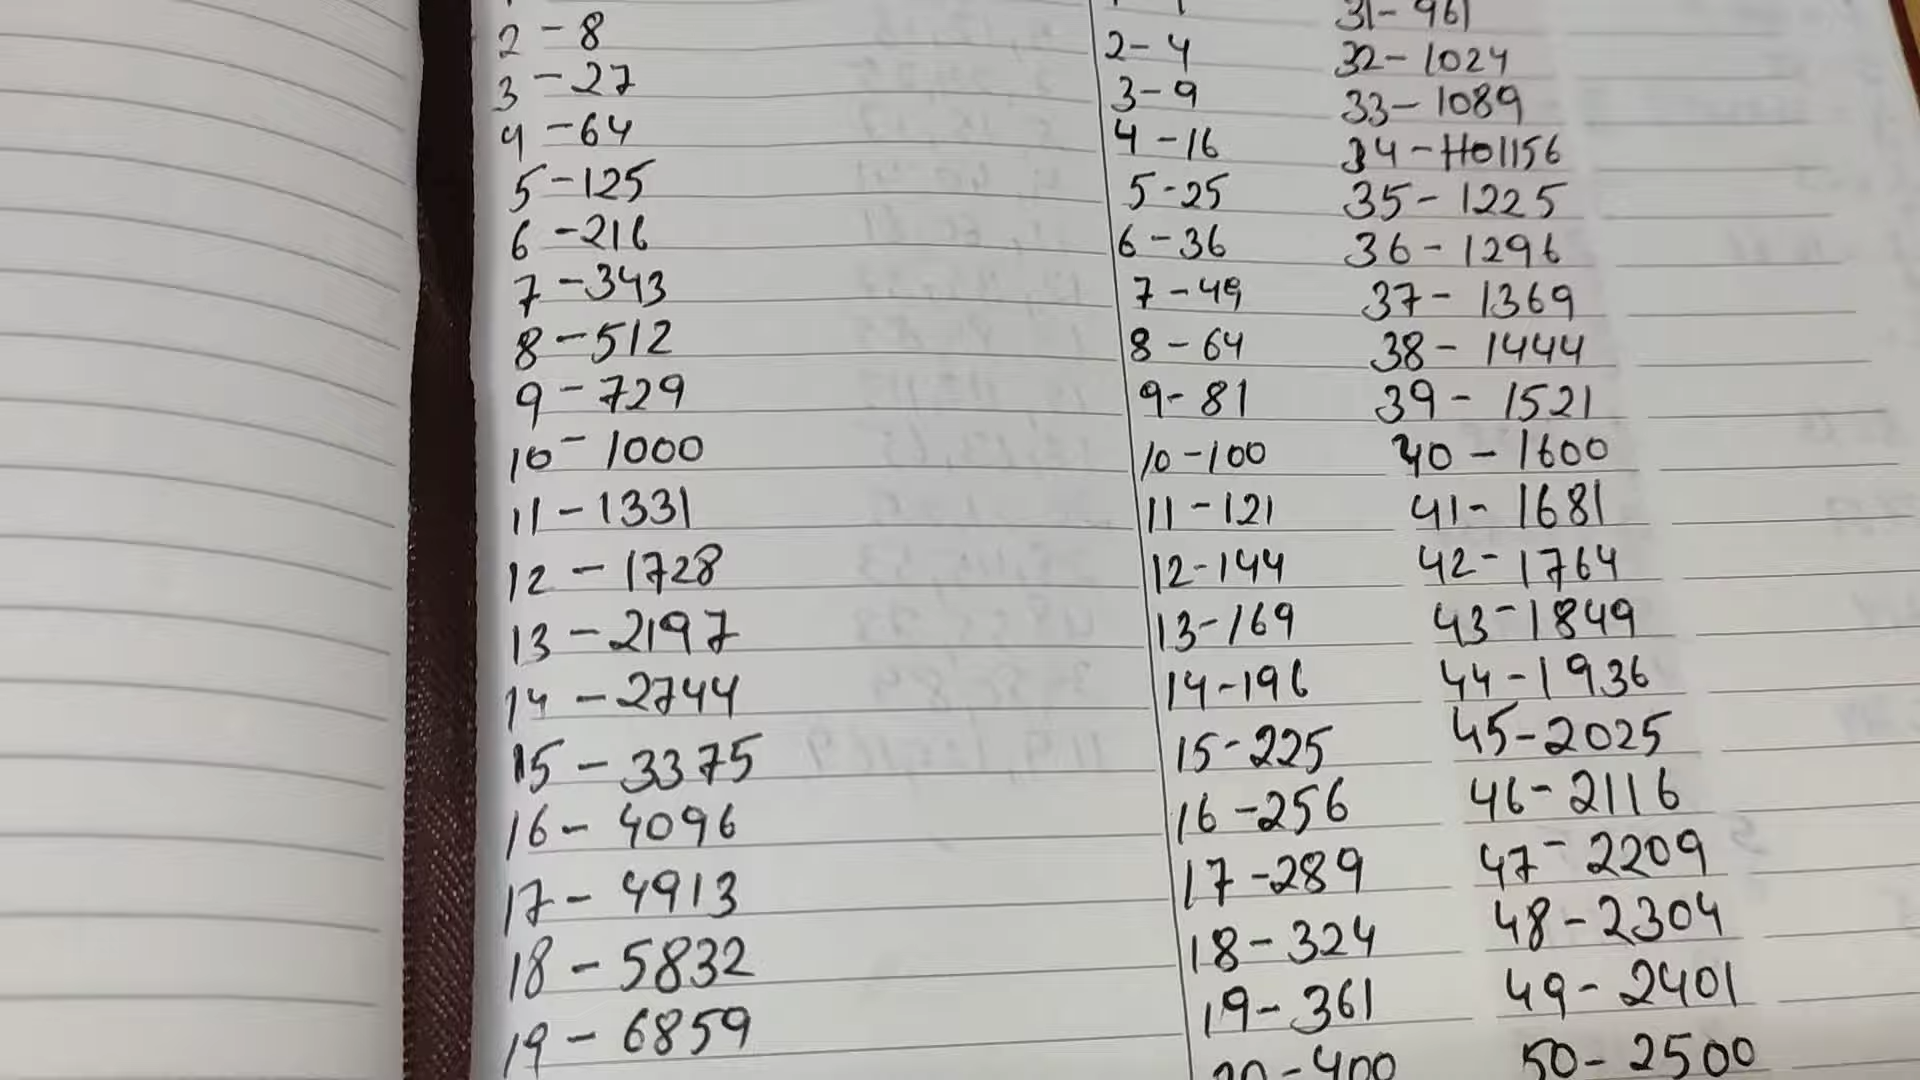 2 - 8
3 - 27
4 - 64
5 - 125
6 - 216
7 - 343
8 - 512
9 - 729
10 - 1000
11 - 1331
12 - 1728
13 - 2197
14 - 2744
15 - 3375
16 - 4096
17 - 4913
18 - 5832
19 - 6859
2 - 4
3 - 9
4 - 16
5 - 25
6 - 36
7 - 49
8 - 64
9 - 81
10 - 100
11 - 121
12 - 144
13 - 169
14 - 196
15 - 225
16 - 256
17 - 289
18 - 324
19 - 361
20 - 400
31 - 961
32 - 1024
33 - 1089
34 - 1156
35 - 1225
36 - 1296
37 - 1369
38 - 1444
39 - 1521
40 - 1600
41 - 1681
42 - 1764
43 - 1849
44 - 1936
45 - 2025
46 - 2116
47 - 2209
48 - 2304
49 - 2401
50 - 2500